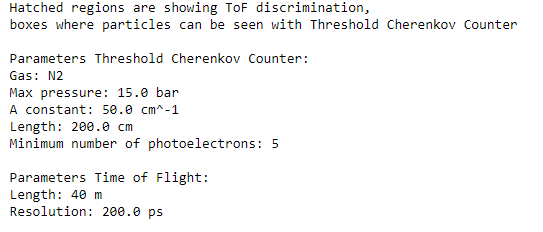 Hatched regions are showing ToF discrimination,
boxes where particles can be seen with Threshold Cherenkov Counter
Parameters Threshold Cherenkov Counter:
Gas: N2
Max pressure: 15.0 bar
A constant: 50.0 cm^-1
Length: 200.0 cm
Minimum number of photoelectrons: 5
Parameters Time of Flight:
Length: 40 m
Resolution: 200.0 ps